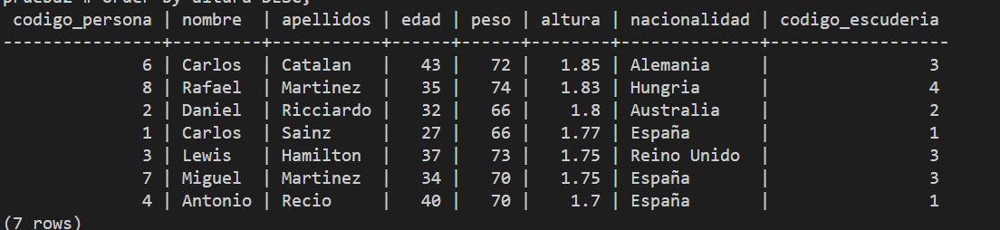 prueba2 # order by altura DESC;
codigo_persona | nombre | apellidos | edad | peso | altura | nacionalidad | codigo_escuderia
----------------+---------+-----------+------+------+--------+--------------+------------------
6 | Carlos | Catalan | 43 | 72 | 1.85 | Alemania | 3
8 | Rafael | Martinez | 35 | 74 | 1.83 | Hungria | 4
2 | Daniel | Ricciardo | 32 | 66 | 1.8 | Australia | 2
1 | Carlos | Sainz | 27 | 66 | 1.77 | España | 1
3 | Lewis | Hamilton | 37 | 73 | 1.75 | Reino Unido | 3
7 | Miguel | Martinez | 34 | 70 | 1.75 | España | 3
4 | Antonio | Recio | 40 | 70 | 1.7 | España | 1
(7 rows)